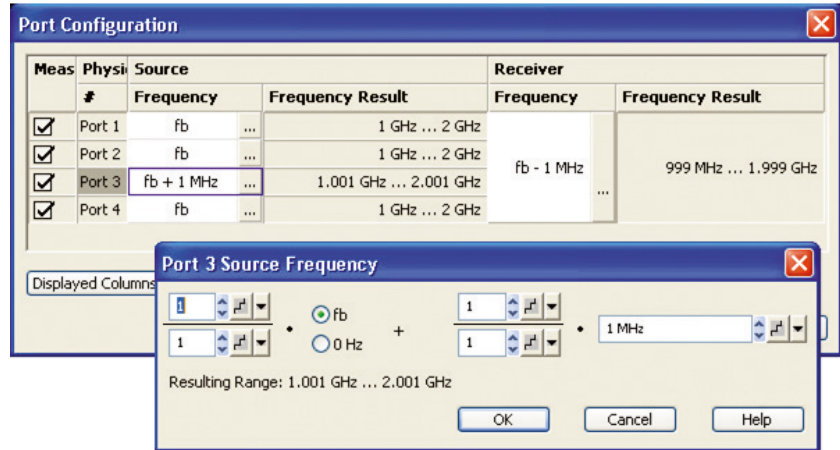 Port Configuration
Meas Physi Source Receiver
# Frequency Frequency Result Frequency Frequency Result
Port 1 fb ... 1 GHz ... 2 GHz
Port 2 fb ... 1 GHz ... 2 GHz
fb - 1 MHz ... 999 MHz ... 1.999 GHz
Port 3 fb + 1 MHz ... 1.001 GHz ... 2.001 GHz
Port 4 fb ... 1 GHz ... 2 GHz
Displayed Columns
Port 3 Source Frequency
1 fb 1
• + • 1 MHz
1 0 Hz 1
Resulting Range: 1.001 GHz ... 2.001 GHz
OK Cancel Help